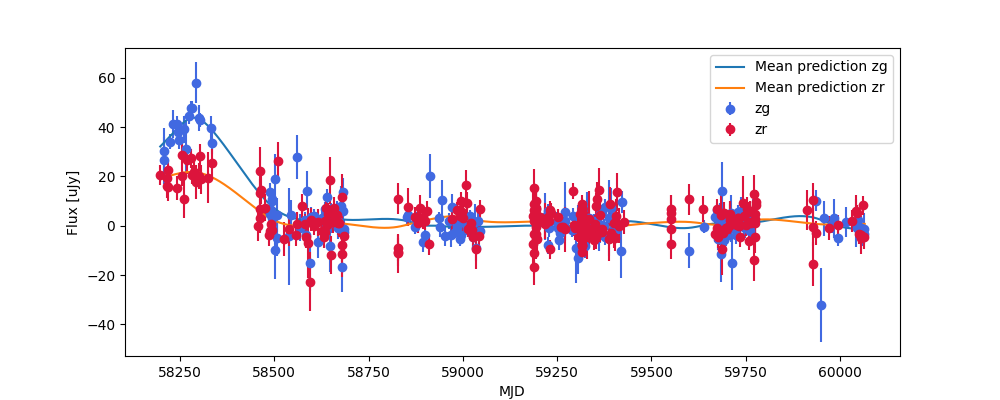 60
40
20
0
−20
−40
Flux [uJy]
58250
58500
58750
59000
59250
59500
59750
60000
MJD
Mean prediction zg
Mean prediction zr
zg
zr